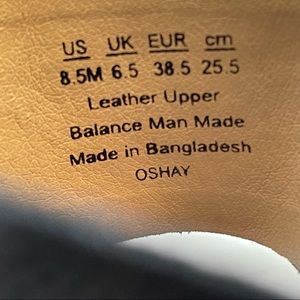 US UK EUR cm
8.5M 6.5 38.5 25.5
Leather Upper
Balance Man Made
Made in Bangladesh
OSHAY